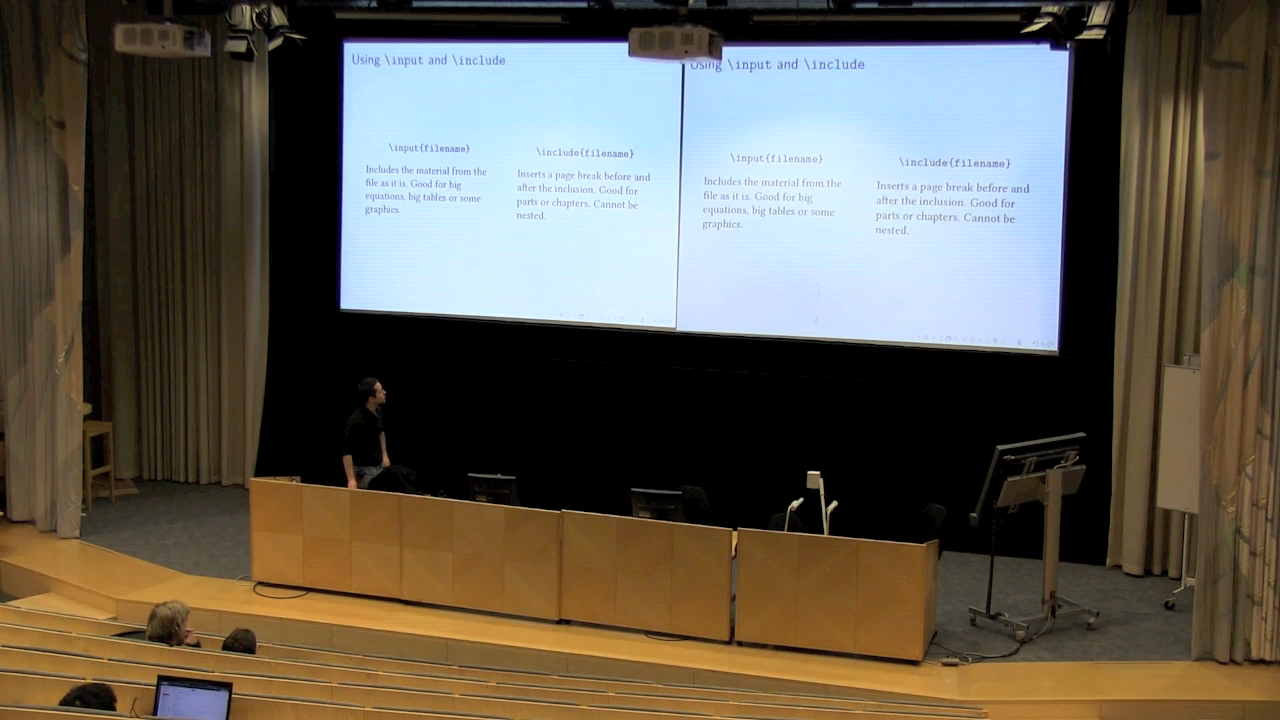 Using \input and \include
\input{filename}
Includes the material from the
file as it is. Good for big
equations, big tables or some
graphics.
\include{filename}
Inserts a page break before and
after the inclusion. Good for
parts or chapters. Cannot be
nested.
Using \input and \include
\input{filename}
Includes the material from the
file as it is. Good for big
equations, big tables or some
graphics.
\include{filename}
Inserts a page break before and
after the inclusion. Good for
parts or chapters. Cannot be
nested.